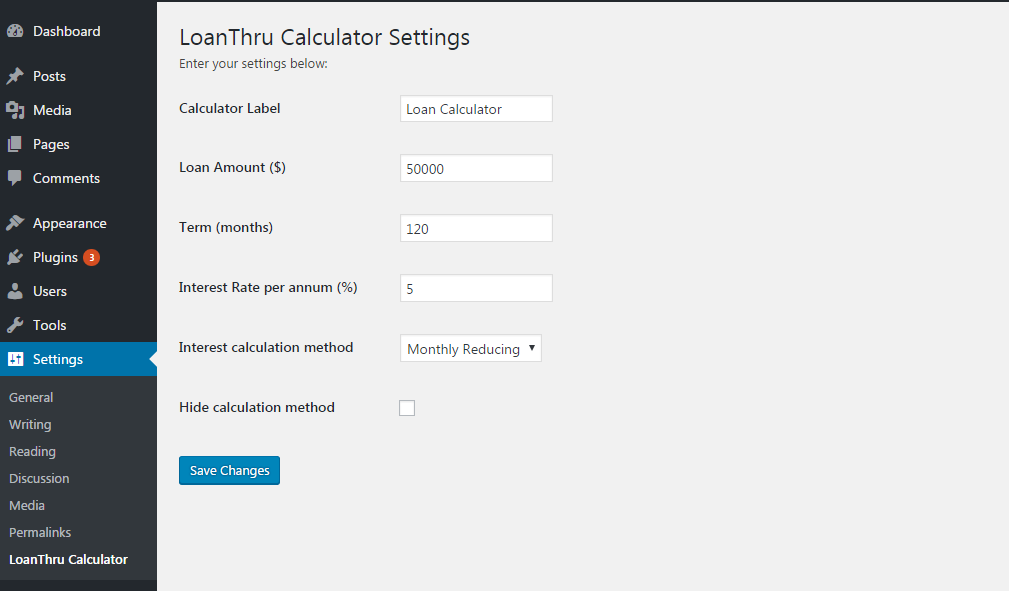 Dashboard
Posts
Media
Pages
Comments
Appearance
Plugins 3
Users
Tools
Settings
General
Writing
Reading
Discussion
Media
Permalinks
LoanThru Calculator
LoanThru Calculator Settings
Enter your settings below:
Calculator Label Loan Calculator
Loan Amount ($) 50000
Term (months) 120
Interest Rate per annum (%) 5
Interest calculation method Monthly Reducing
Hide calculation method
Save Changes